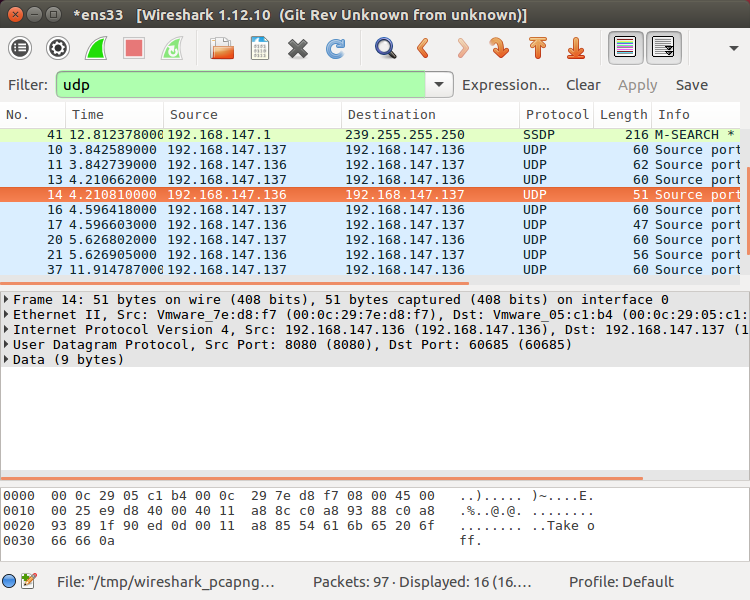 *ens33 [Wireshark 1.12.10 (Git Rev Unknown from unknown)]
Filter: udp Expression... Clear Apply Save
No. Time Source Destination Protocol Length Info
41 12.812378000 192.168.147.1 239.255.255.250 SSDP 216 M-SEARCH *
10 3.842589000 192.168.147.137 192.168.147.136 UDP 60 Source port
11 3.842739000 192.168.147.136 192.168.147.137 UDP 62 Source port
13 4.210662000 192.168.147.137 192.168.147.136 UDP 60 Source port
14 4.210810000 192.168.147.136 192.168.147.137 UDP 51 Source port
16 4.596418000 192.168.147.137 192.168.147.136 UDP 60 Source port
17 4.596603000 192.168.147.136 192.168.147.137 UDP 47 Source port
20 5.626802000 192.168.147.137 192.168.147.136 UDP 60 Source port
21 5.626905000 192.168.147.136 192.168.147.137 UDP 56 Source port
37 11.914787000 192.168.147.137 192.168.147.136 UDP 60 Source port
Frame 14: 51 bytes on wire (408 bits), 51 bytes captured (408 bits) on interface 0
Ethernet II, Src: Vmware_7e:d8:f7 (00:0c:29:7e:d8:f7), Dst: Vmware_05:c1:b4 (00:0c:29:05:c1:
Internet Protocol Version 4, Src: 192.168.147.136 (192.168.147.136), Dst: 192.168.147.137 (1
User Datagram Protocol, Src Port: 8080 (8080), Dst Port: 60685 (60685)
Data (9 bytes)
0000 00 0c 29 05 c1 b4 00 0c 29 7e d8 f7 08 00 45 00 ..)..... )~....E.
0010 00 25 e9 d8 40 00 40 11 a8 8c c0 a8 93 88 c0 a8 .%..@.@. ........
0020 93 89 1f 90 ed 0d 00 11 a8 85 54 61 6b 65 20 6f ........ ..Take o
0030 66 66 0a ff.
File: "/tmp/wireshark_pcapng... Packets: 97 · Displayed: 16 (16.... Profile: Default